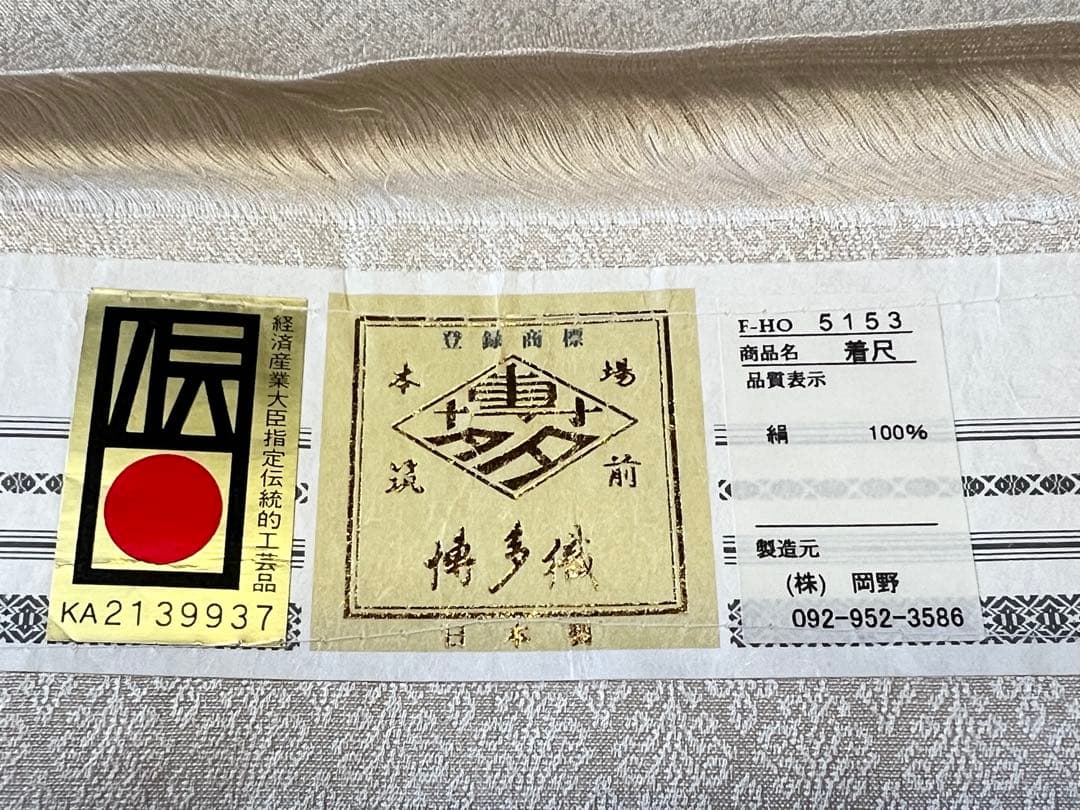 伝
経済産業大臣指定伝統的工芸品
KA2139937
登録商標
本場
筑前
博多
博多織
日本製
F-HO 5153
商品名 着尺
品質表示
絹 100%
製造元
(株) 岡野
092-952-3586